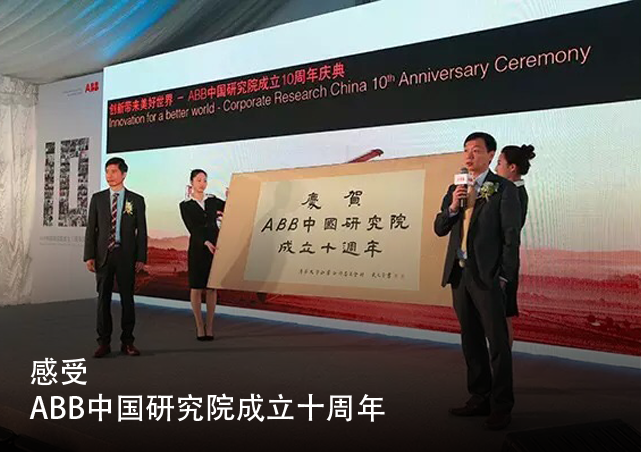 创新带来美好世界 – ABB中国研究院成立10周年庆典
Innovation for a better world - Corporate Research China 10th Anniversary Ceremony
ABB
慶賀
ABB中國研究院
成立十週年
感受
ABB中国研究院成立十周年